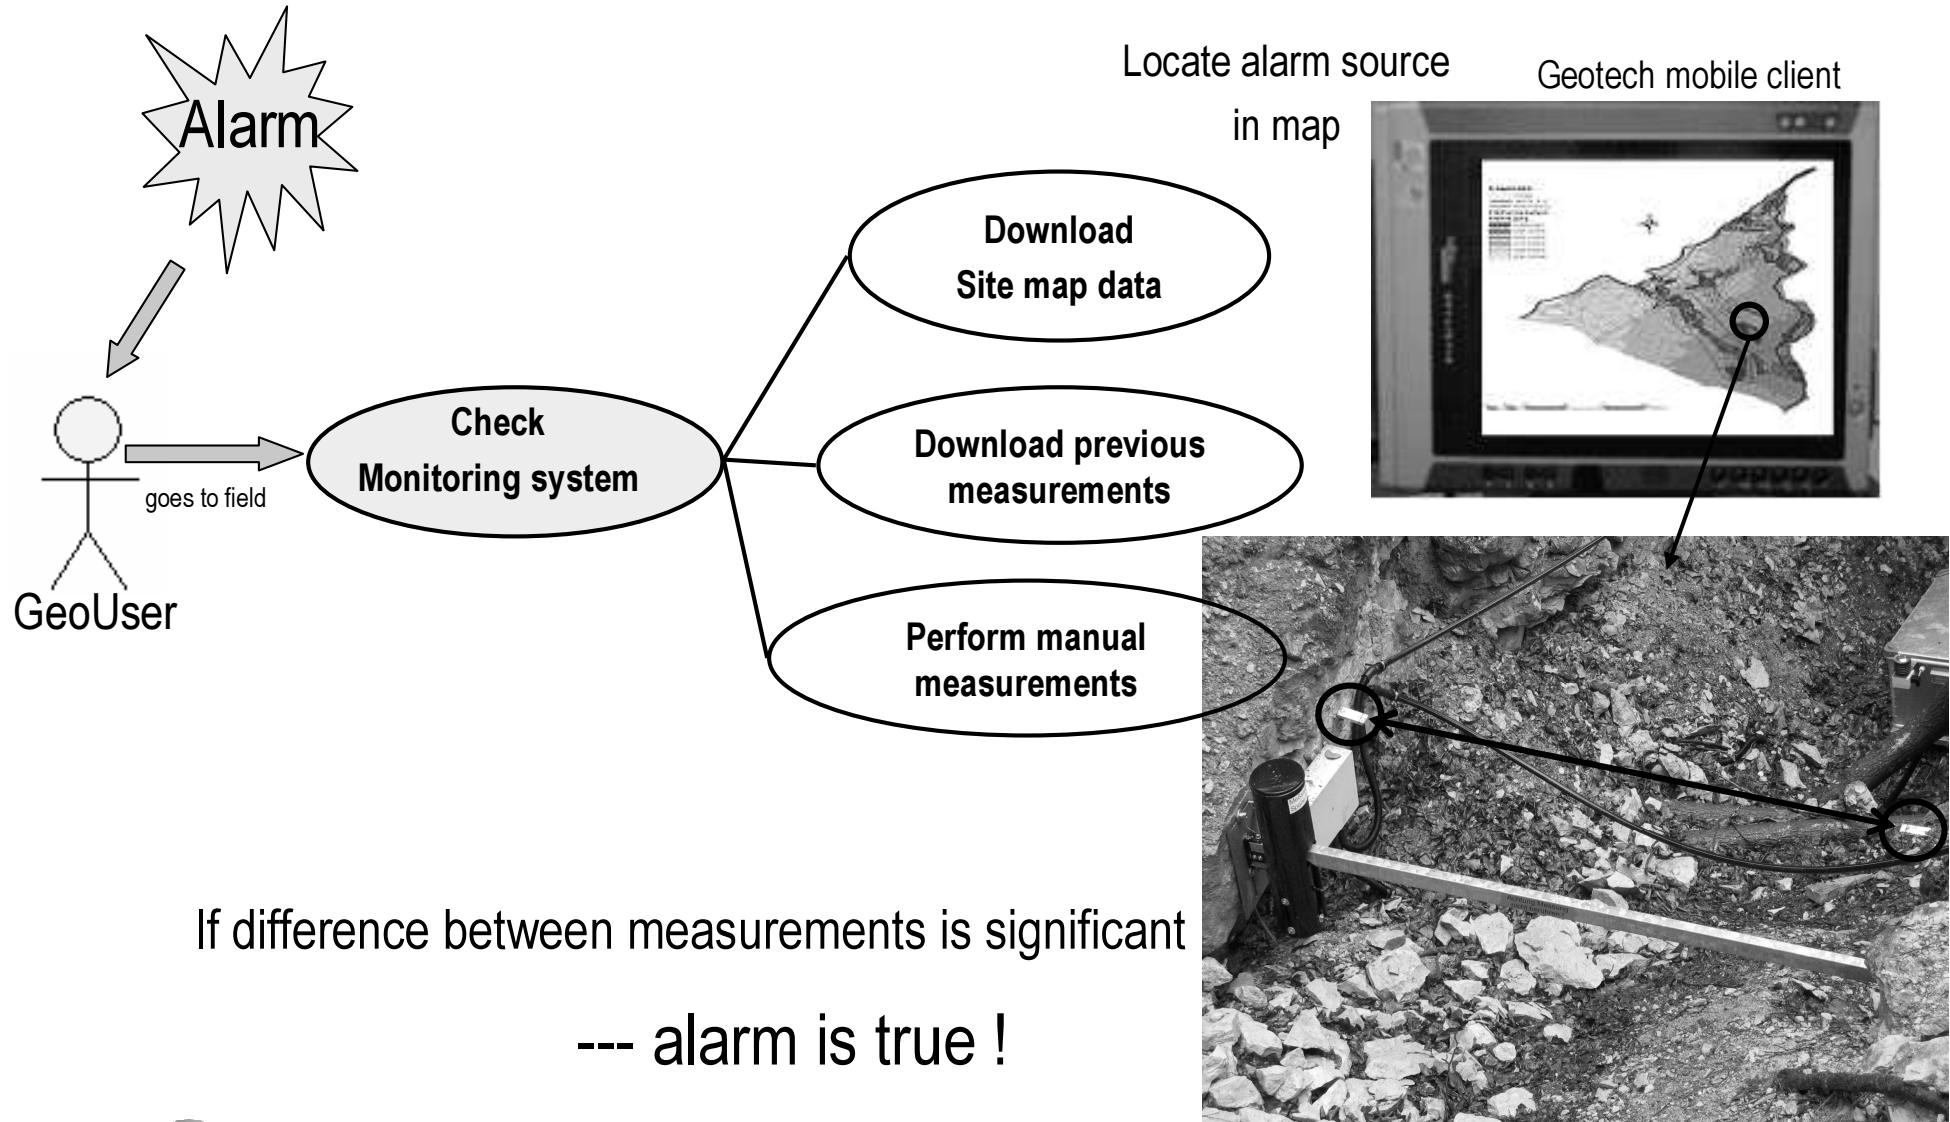 Alarm
Locate alarm source
in map
Geotech mobile client
Download
Site map data
Check
Monitoring system
Download previous
measurements
goes to field
GeoUser
Perform manual
measurements
If difference between measurements is significant
--- alarm is true !